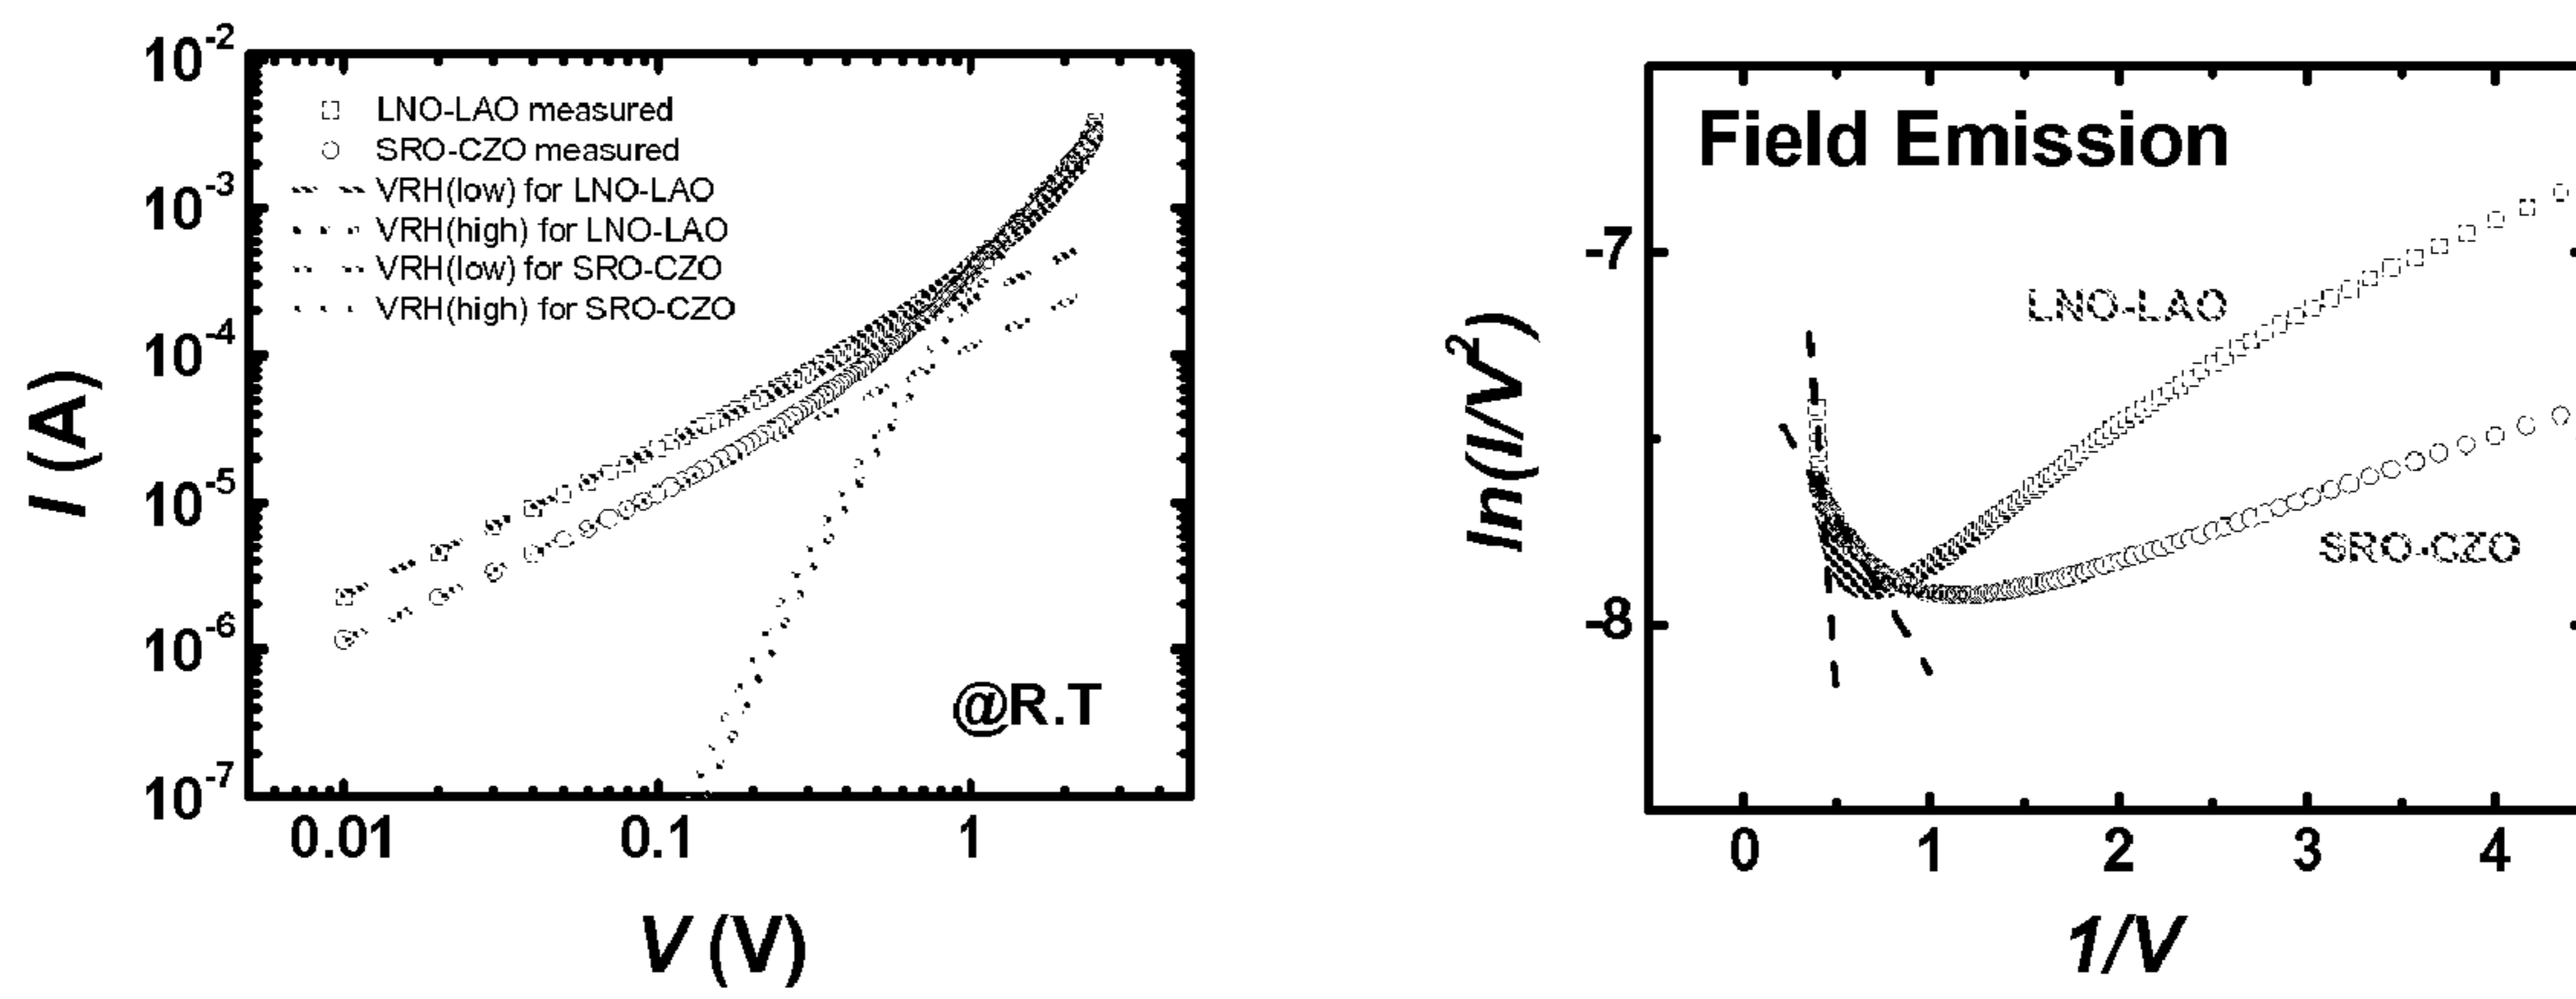 10-2
10-3
10-4
10-5
10-6
10-7
I (A)
LNO-LAO measured
SRO-CZO measured
VRH(low) for LNO-LAO
VRH(high) for LNO-LAO
VRH(low) for SRO-CZO
VRH(high) for SRO-CZO
@R.T
0.01 0.1 1
V (V)
Field Emission
-7
-8
ln(I/V2)
LNO-LAO
SRO-CZO
0 1 2 3 4
1/V